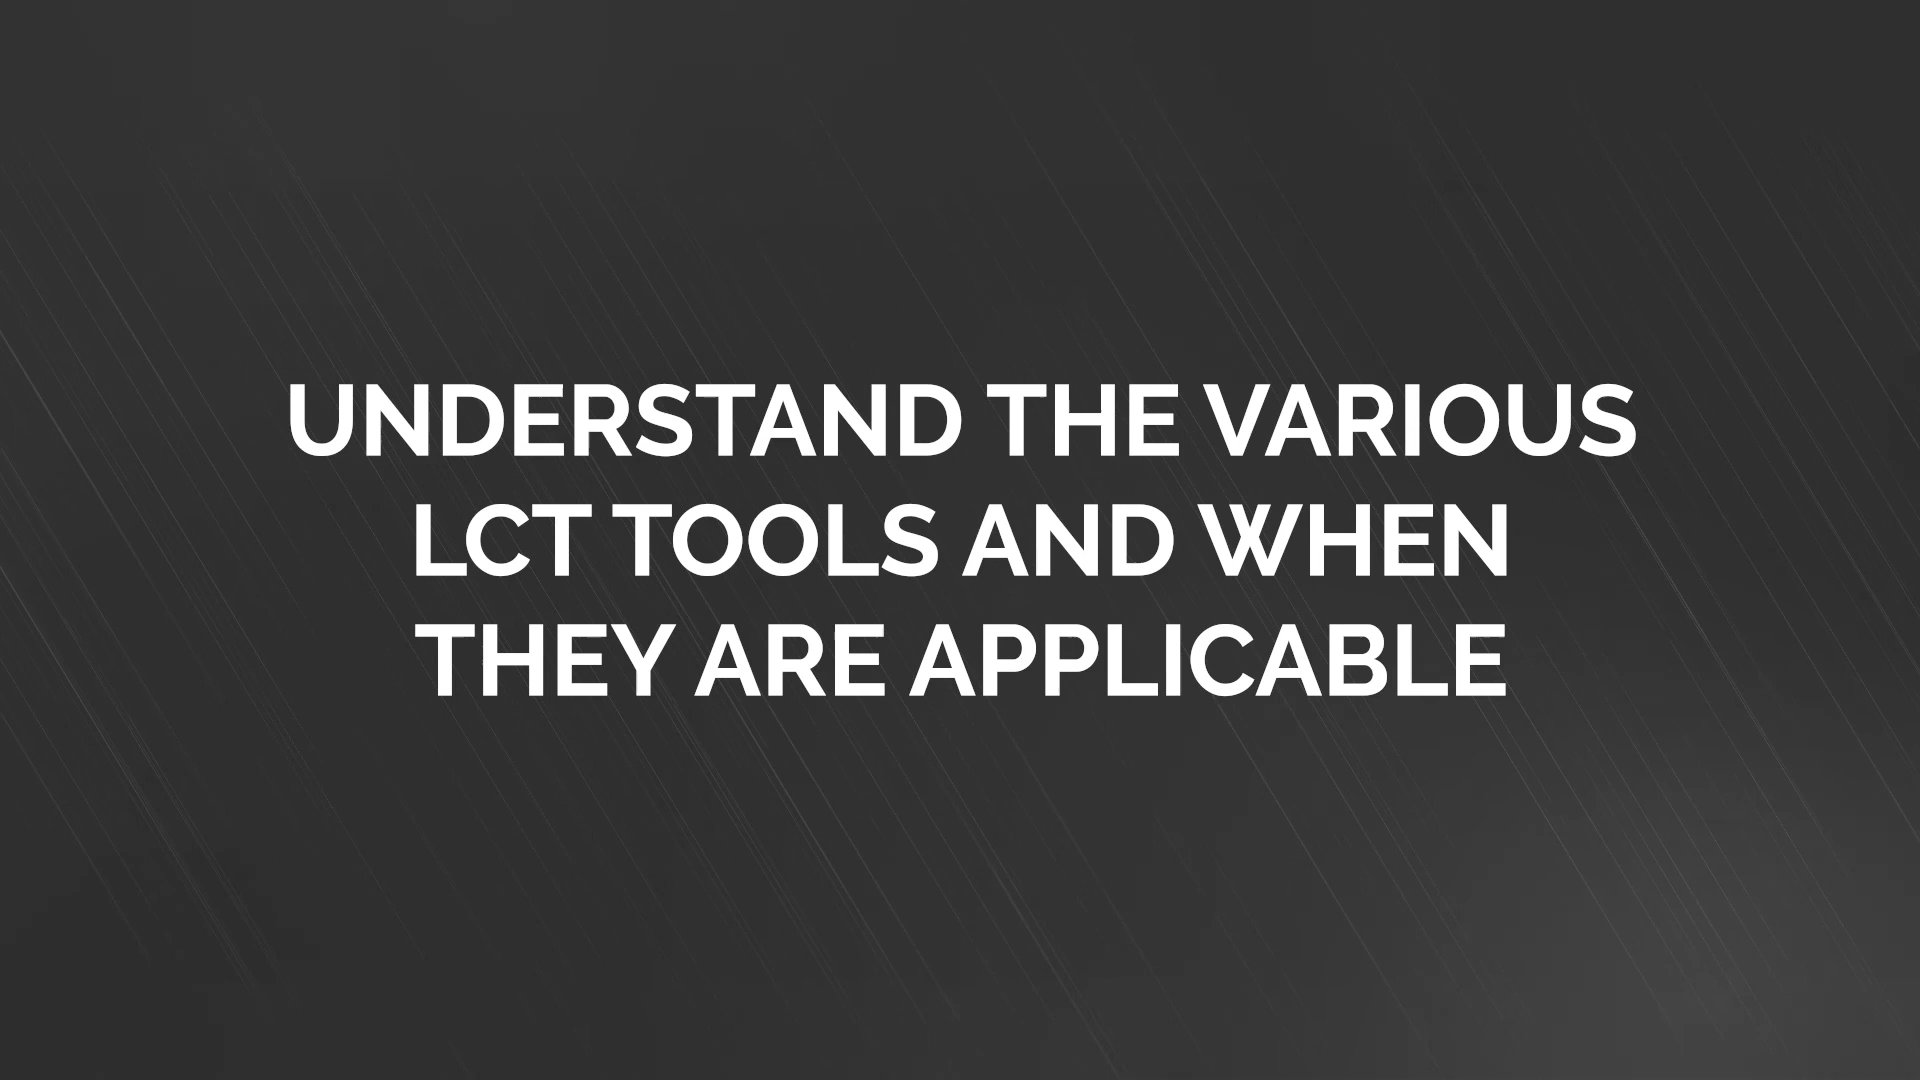 UNDERSTAND THE VARIOUS
LCT TOOLS AND WHEN
THEY ARE APPLICABLE